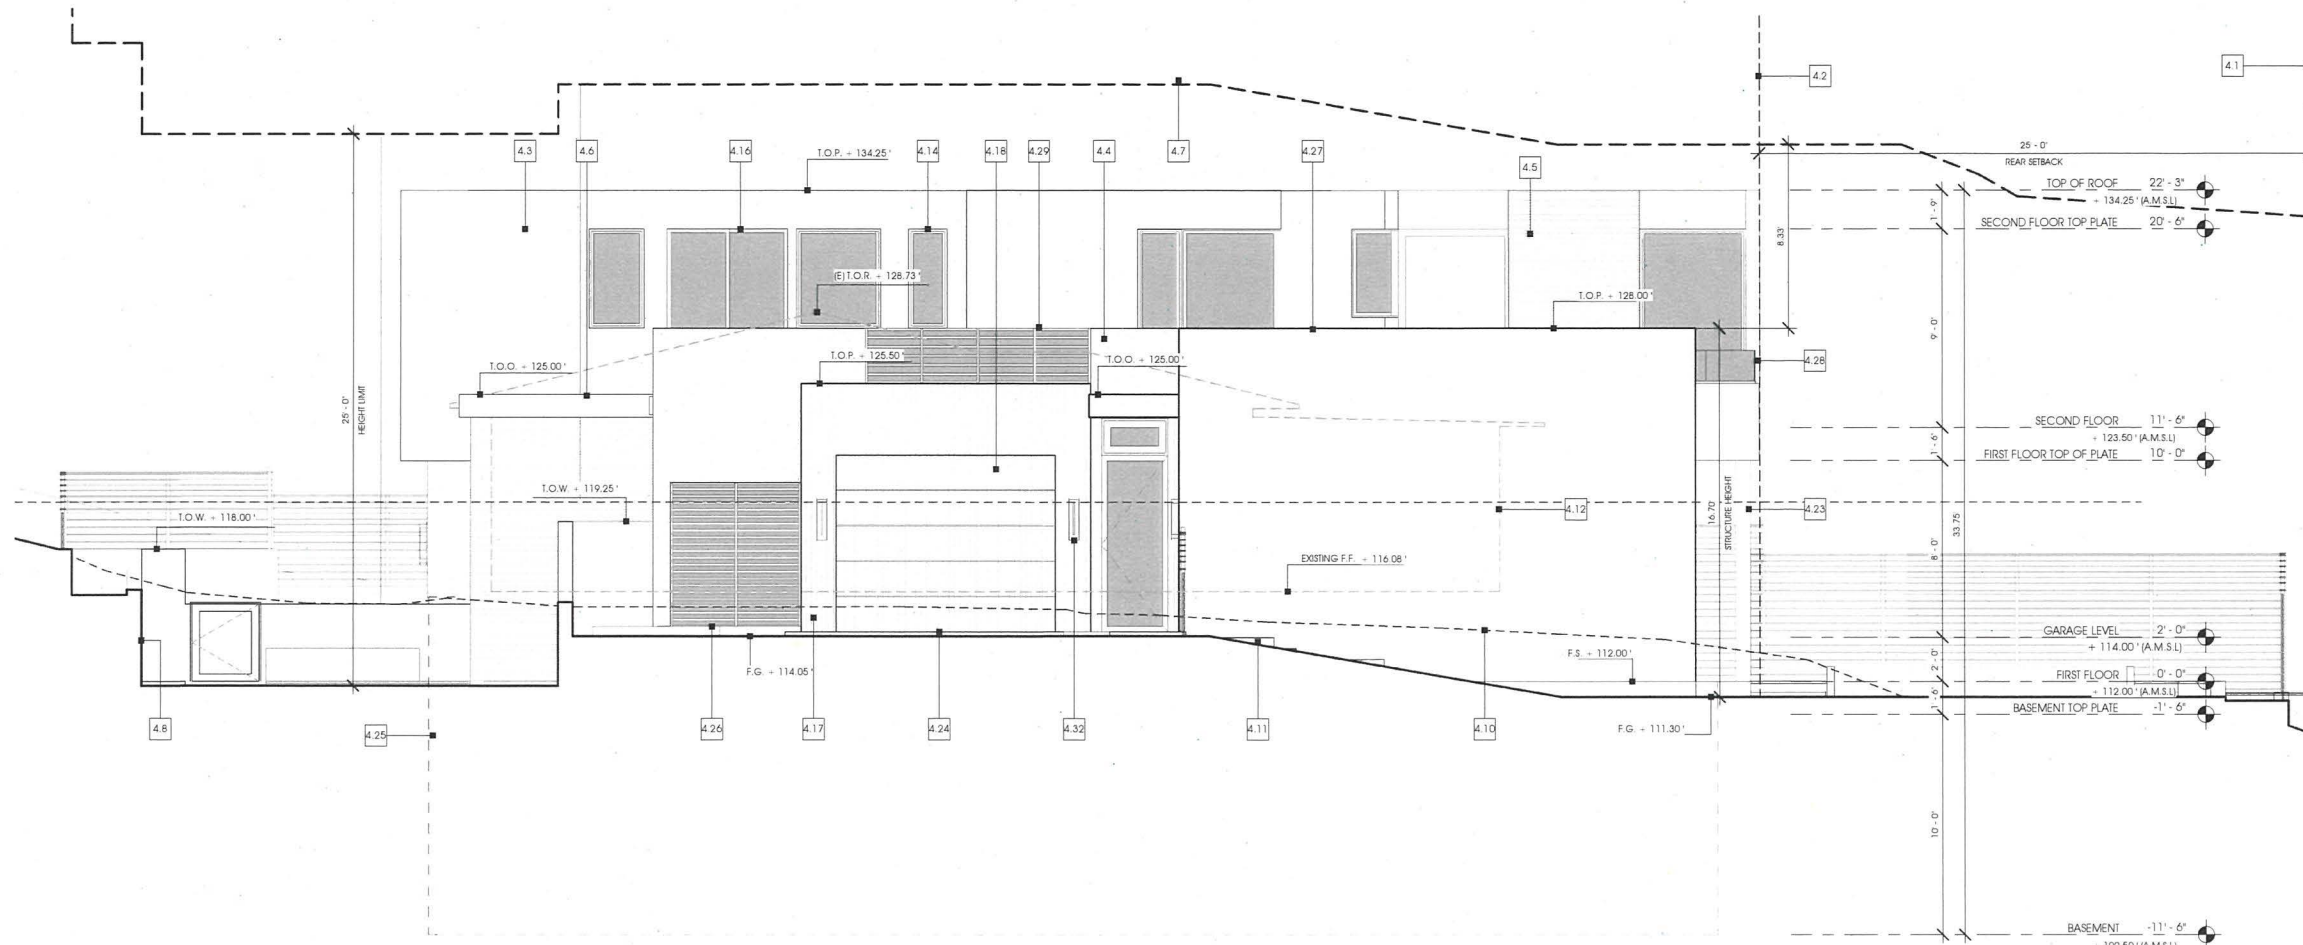 4.2
4.1
4.3
4.6
4.16
4.14
4.18
4.29
4.4
4.7
4.27
4.5
T.O.P. + 134.25 '
25' - 0"
REAR SETBACK
TOP OF ROOF 22' - 3"
+ 134.25 ' (A.M.S.L)
SECOND FLOOR TOP PLATE 20' - 6"
1' - 9"
8.33'
(E) T.O.R. + 128.73 '
T.O.P. + 128.00 '
9' - 0"
T.O.P. + 125.50 '
T.O.O. + 125.00 '
T.O.O. + 125.00 '
4.28
25' - 0"
HEIGHT LIMIT
SECOND FLOOR 11' - 6"
+ 123.50 ' (A.M.S.L)
1' - 6"
FIRST FLOOR TOP OF PLATE 10' - 0"
T.O.W. + 119.25 '
T.O.W. + 118.00 '
4.12
4.23
16.70'
STRUCTURE HEIGHT
33.75
8' - 0"
EXISTING F.F. + 116.08 '
GARAGE LEVEL 2' - 0"
+ 114.00 ' (A.M.S.L)
F.G. + 114.05 '
F.S. + 112.00 '
2' - 0"
FIRST FLOOR 0' - 0"
+ 112.00 ' (A.M.S.L)
1' - 6"
BASEMENT TOP PLATE -1' - 6"
4.8
4.25
4.26
4.17
4.24
4.32
4.11
4.10
F.G. + 111.30 '
10' - 0"
BASEMENT -11' - 6"